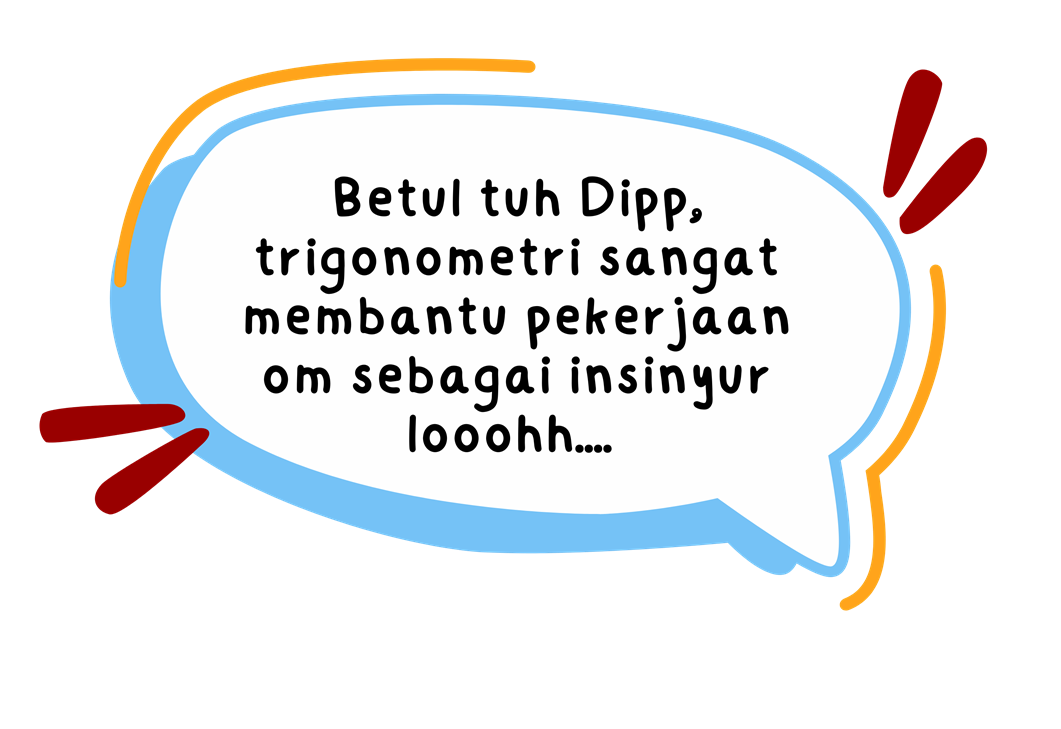 Betul tuh Dipp,
trigonometri sangat
membantu pekerjaan
om sebagai insinyur
looohh....